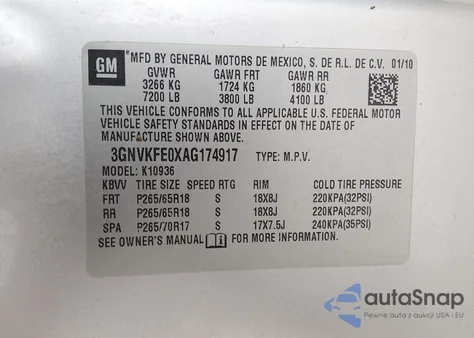 GM MFD BY GENERAL MOTORS DE MEXICO, S. DE R.L. DE C.V. 01/10
GVWR GAWR FRT GAWR RR
3266 KG 1724 KG 1860 KG
7200 LB 3800 LB 4100 LB
THIS VEHICLE CONFORMS TO ALL APPLICABLE U.S. FEDERAL MOTOR
VEHICLE SAFETY STANDARDS IN EFFECT ON THE DATE OF
MANUFACTURE SHOWN ABOVE.
3GNVKFE0XAG174917 TYPE: M.P.V.
MODEL: K10936
KBVV TIRE SIZE SPEED RTG RIM COLD TIRE PRESSURE
FRT P265/65R18 S 18X8J 220KPA(32PSI)
RR P265/65R18 S 18X8J 220KPA(32PSI)
SPA P265/70R17 S 17X7.5J 240KPA(35PSI)
SEE OWNER'S MANUAL FOR MORE INFORMATION
autoSnap
Pewne auta z aukcji USA i EU